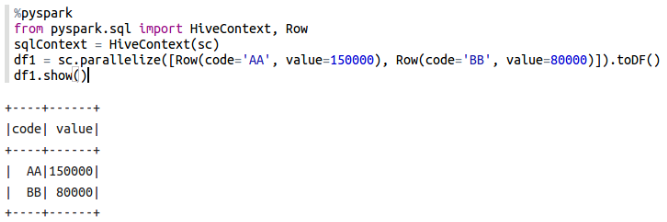 %pyspark
from pyspark.sql import HiveContext, Row
sqlContext = HiveContext(sc)
df1 = sc.parallelize([Row(code='AA', value=150000), Row(code='BB', value=80000)]).toDF()
df1.show()
+----+------+
|code| value|
+----+------+
|  AA|150000|
|  BB| 80000|
+----+------+